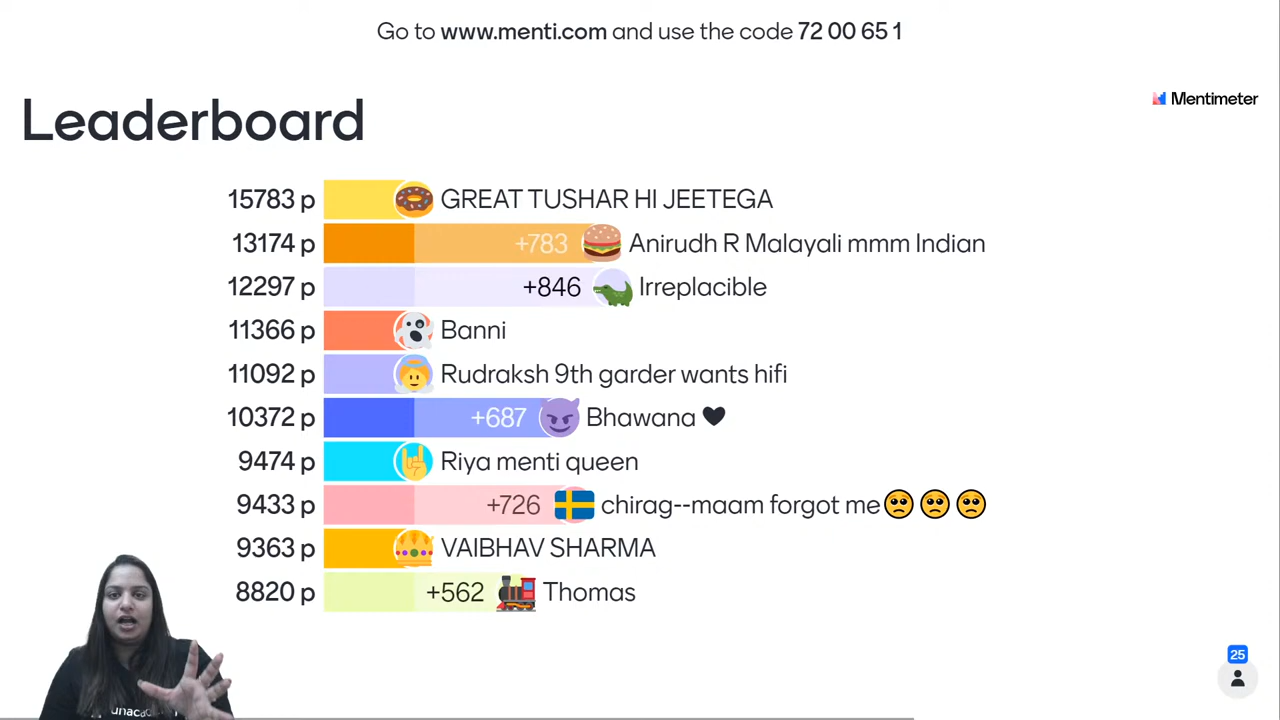 Go to www.menti.com and use the code 72 00 65 1
Mentimeter
Leaderboard
15783 p GREAT TUSHAR HI JEETEGA
13174 p +783 Anirudh R Malayali mmm Indian
12297 p +846 Irreplacible
11366 p Banni
11092 p Rudraksh 9th garder wants hifi
10372 p +687 Bhawana 🖤
9474 p Riya menti queen
9433 p +726 chirag--maam forgot me🥺🥺🥺
9363 p VAIBHAV SHARMA
8820 p +562 Thomas
25